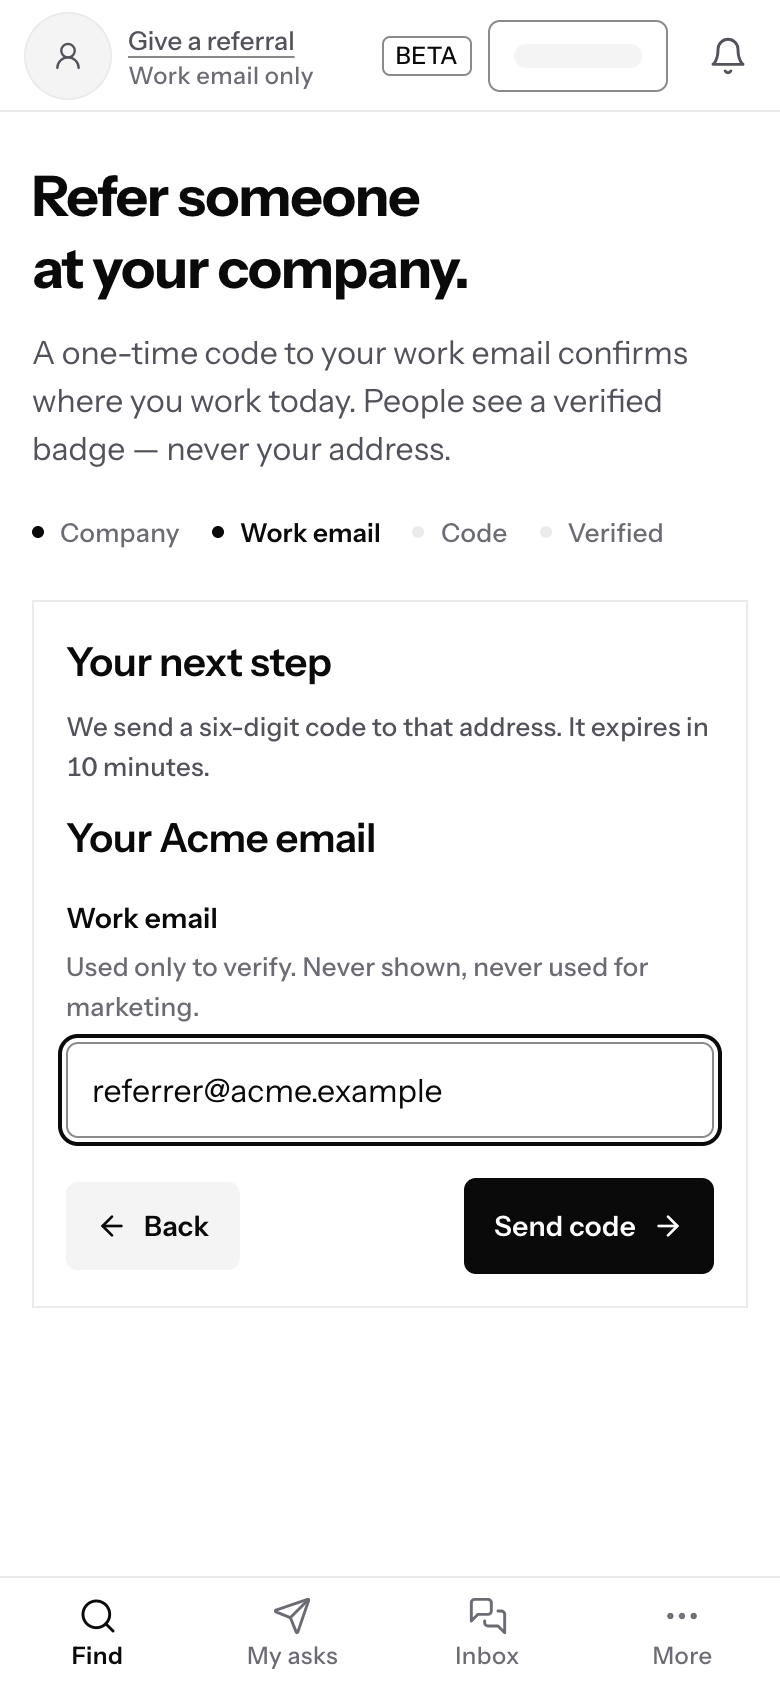 Give a referral
Work email only
BETA
Refer someone
at your company.
A one-time code to your work email confirms
where you work today. People see a verified
badge — never your address.
Company
Work email
Code
Verified
Your next step
We send a six-digit code to that address. It expires in
10 minutes.
Your Acme email
Work email
Used only to verify. Never shown, never used for
marketing.
referrer@acme.example
Back
Send code
Find
My asks
Inbox
More